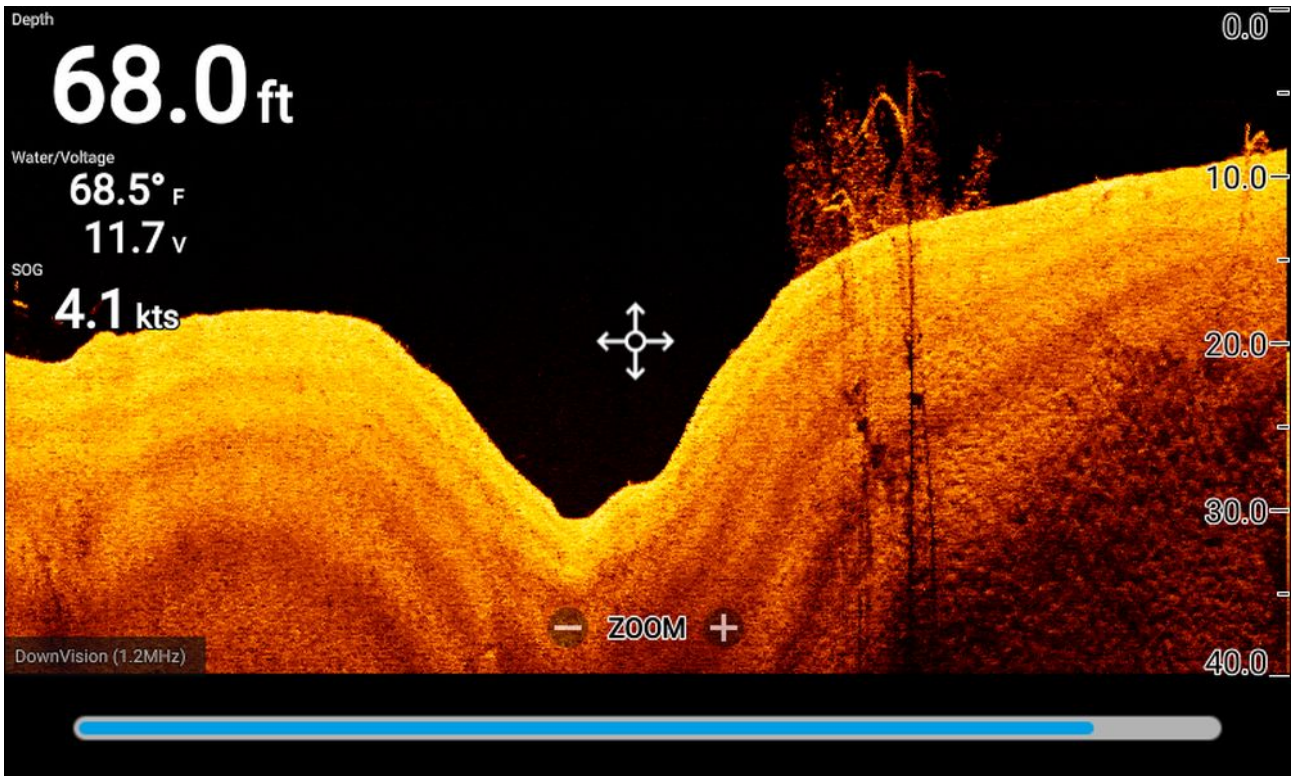 Depth
68.0 ft
Water/Voltage
68.5° F
11.7 V
SOG
4.1 kts
0.0
10.0
20.0
30.0
40.0
ZOOM
DownVision (1.2MHz)